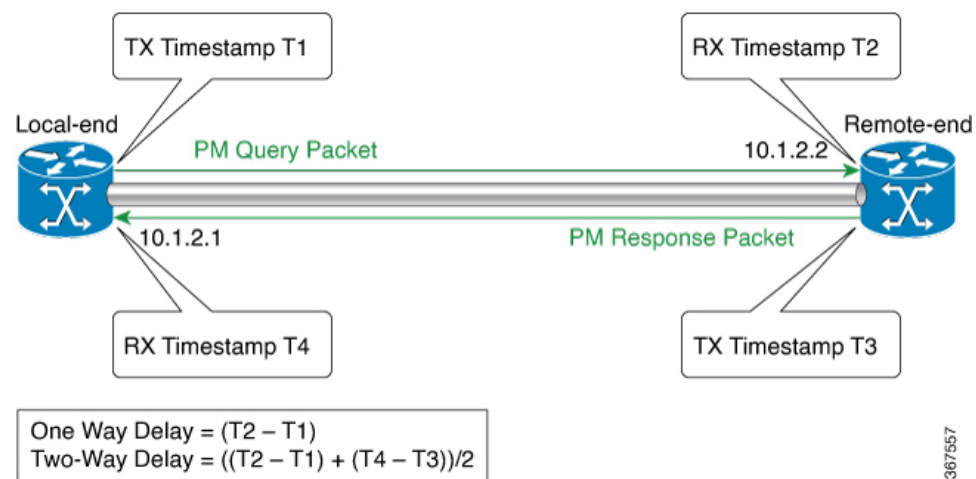 TX Timestamp T1
RX Timestamp T2
Local-end
Remote-end
PM Query Packet
10.1.2.2
10.1.2.1
PM Response Packet
RX Timestamp T4
TX Timestamp T3
One Way Delay = (T2 – T1)
Two-Way Delay = ((T2 – T1) + (T4 – T3))/2
367557